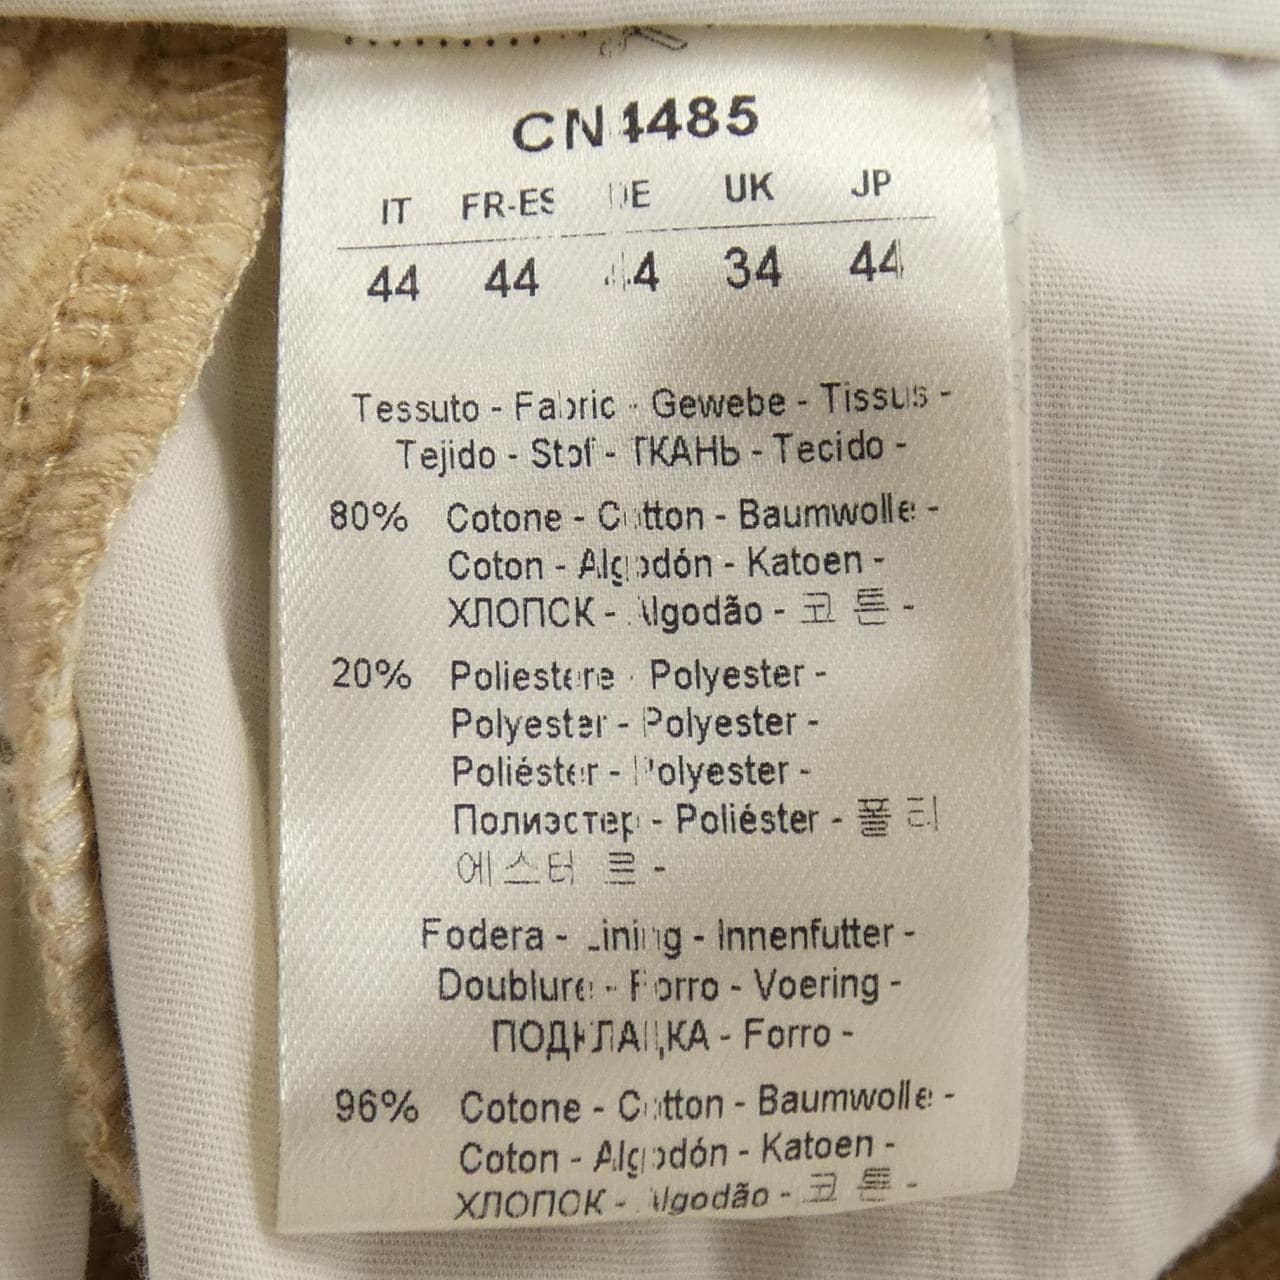 CN1485
IT FR-ES DE UK JP
44 44 44 34 44
Tessuto - Fabric - Gewebe - Tissus -
Tejido - Stof - ТКАНЬ - Tecido -
80% Cotone - Cotton - Baumwolle -
Coton - Algodón - Katoen -
ХЛОПСК - Algodão - 코 튼 -
20% Poliestere - Polyester -
Polyester - Polyester -
Poliéster - Polyester -
Полиэстер - Poliéster - 폴 리
에스터 르 -
Fodera - Lining - Innenfutter -
Doublure - Forro - Voering -
ПОДКЛАДКА - Forro -
96% Cotone - Cotton - Baumwolle -
Coton - Algodón - Katoen -
ХЛОПОК - Algodão - 코 튼 -